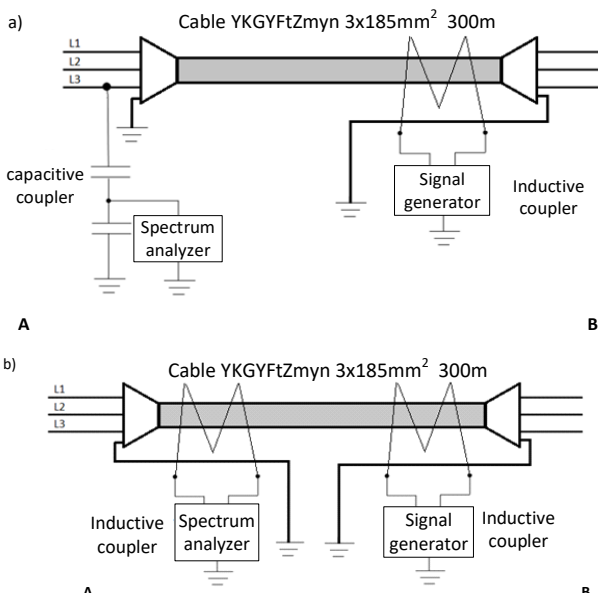 a)
Cable YKGYFtZmyn 3x185mm² 300m
L1
L2
L3
capacitive
coupler
Spectrum
analyzer
Signal
generator
Inductive
coupler
A
B
b)
Cable YKGYFtZmyn 3x185mm² 300m
L1
L2
L3
Inductive
coupler
Spectrum
analyzer
Signal
generator
Inductive
coupler
A
B